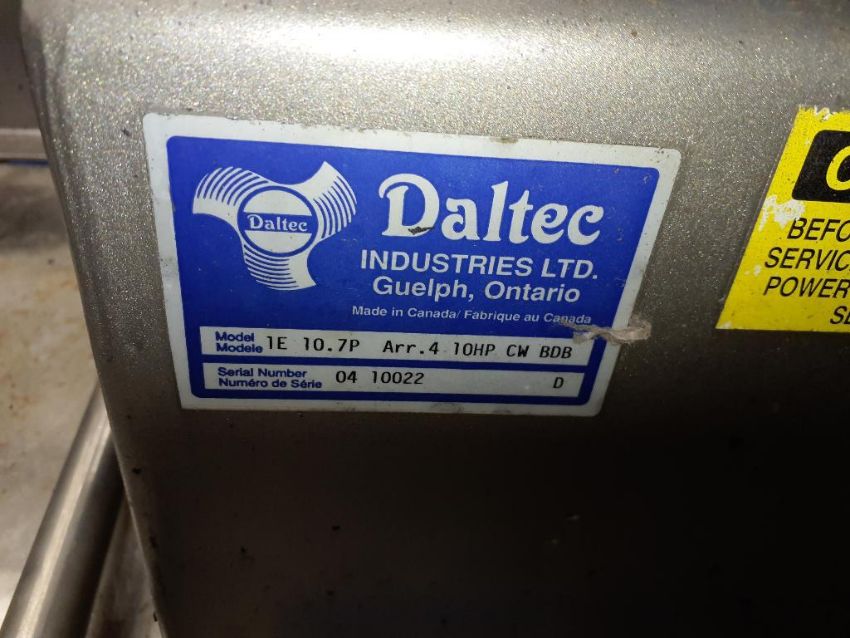 Daltec
Daltec
INDUSTRIES LTD.
Guelph, Ontario
Made in Canada/ Fabrique au Canada
Model
Modele
1E 10.7P Arr.4 10HP CW BDB
Serial Number
Numéro de Série
04 10022 D
SERVIC
POWER